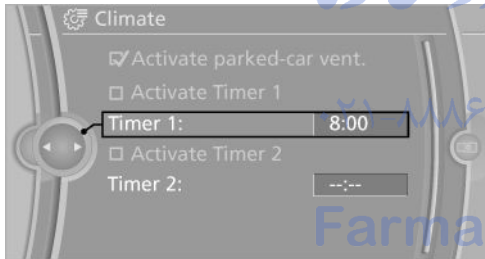 Climate
Activate parked-car vent.
Activate Timer 1
Timer 1: 8:00
Activate Timer 2
Timer 2: --:--
Farma